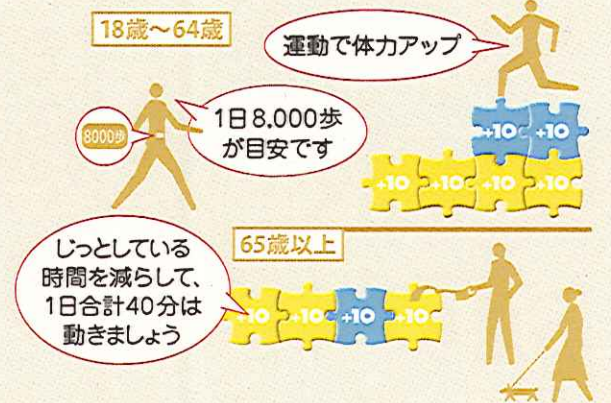 18歳〜64歳
運動で体力アップ
8000歩
1日8,000歩
が目安です
+10 +10
+10 +10 +10 +10
65歳以上
じっとしている
時間を減らして、
1日合計40分は
動きましょう
+10 +10 +10 +10